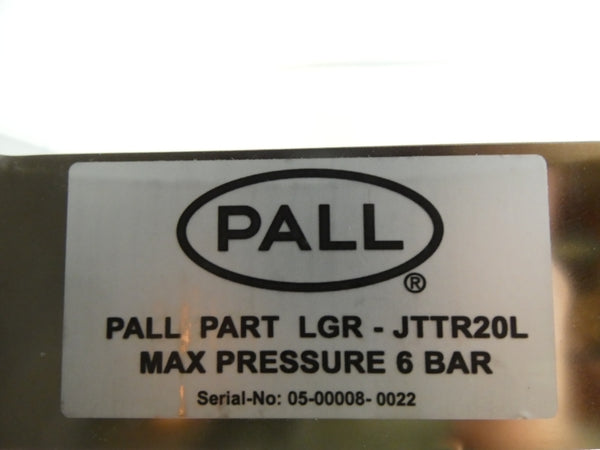 PALL
®
PALL PART LGR - JTTR20L
MAX PRESSURE 6 BAR
Serial-No: 05-00008- 0022